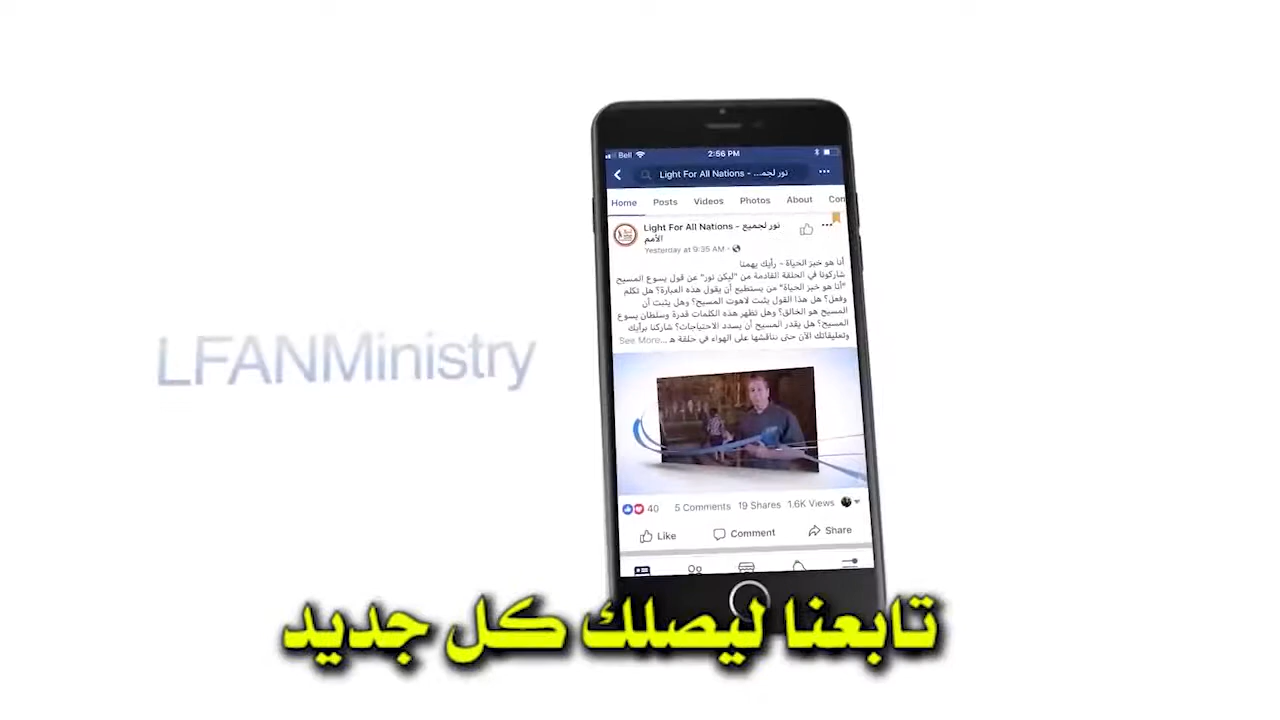 Bell
2:56 PM
Light For All Nations - نور لجمـ...
Home Posts Videos Photos About Con
Light For All Nations - نور لجميع
الأمم
Yesterday at 9:35 AM
أنا هو خبز الحياة - رأيك يهمنا
شاركونا في الحلقة القادمة من "ليكن نور" عن قول يسوع المسيح
"أنا هو خبز الحياة" من يستطيع أن يقول هذه العبارة؟ هل تكلم
وفعل؟ هل هذا القول يثبت لاهوت المسيح؟ وهل يثبت أن
المسيح هو الخالق؟ وهل تظهر هذه الكلمات قدرة وسلطان يسوع
المسيح؟ هل يقدر المسيح أن يسدد الاحتياجات؟ شاركنا برأيك
وتعليقاتك الآن حتى نناقشها على الهواء في حلقة هـ ... See More
LFANMinistry
40 5 Comments 19 Shares 1.6K Views
Like Comment Share
تابعنا ليصلك كل جديد